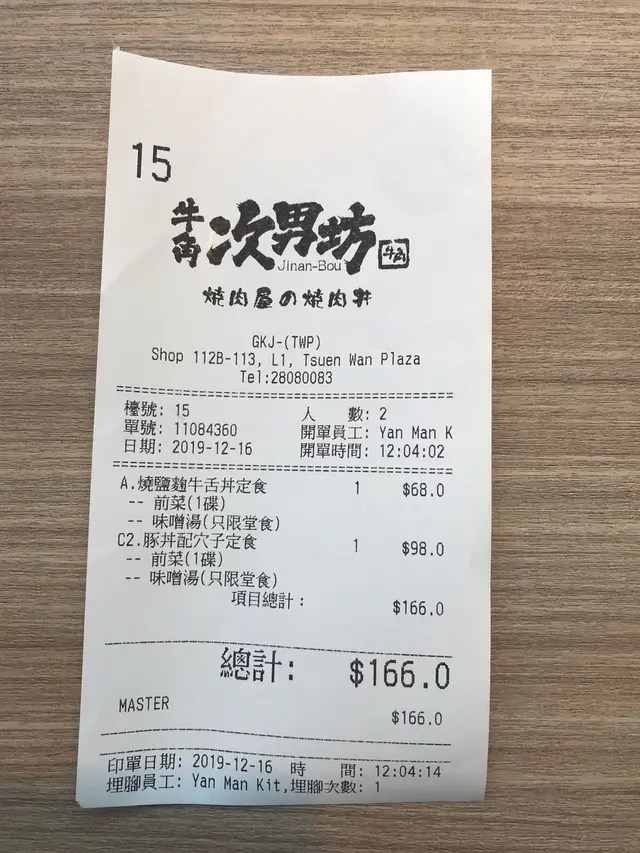 15
牛角次男坊 牛角
Jinan-Bou
焼肉屋の焼肉丼
GKJ-(TWP)
Shop 112B-113, L1, Tsuen Wan Plaza
Tel:28080083
檯號: 15 人 數: 2
單號: 11084360 開單員工: Yan Man K
日期: 2019-12-16 開單時間: 12:04:02
A.燒鹽麴牛舌丼定食 1 $68.0
-- 前菜(1碟)
-- 味噌湯(只限堂食)
C2.豚丼配穴子定食 1 $98.0
-- 前菜(1碟)
-- 味噌湯(只限堂食)
項目總計: $166.0
總計: $166.0
MASTER $166.0
印單日期: 2019-12-16 時 間: 12:04:14
埋腳員工: Yan Man Kit,埋腳次數: 1